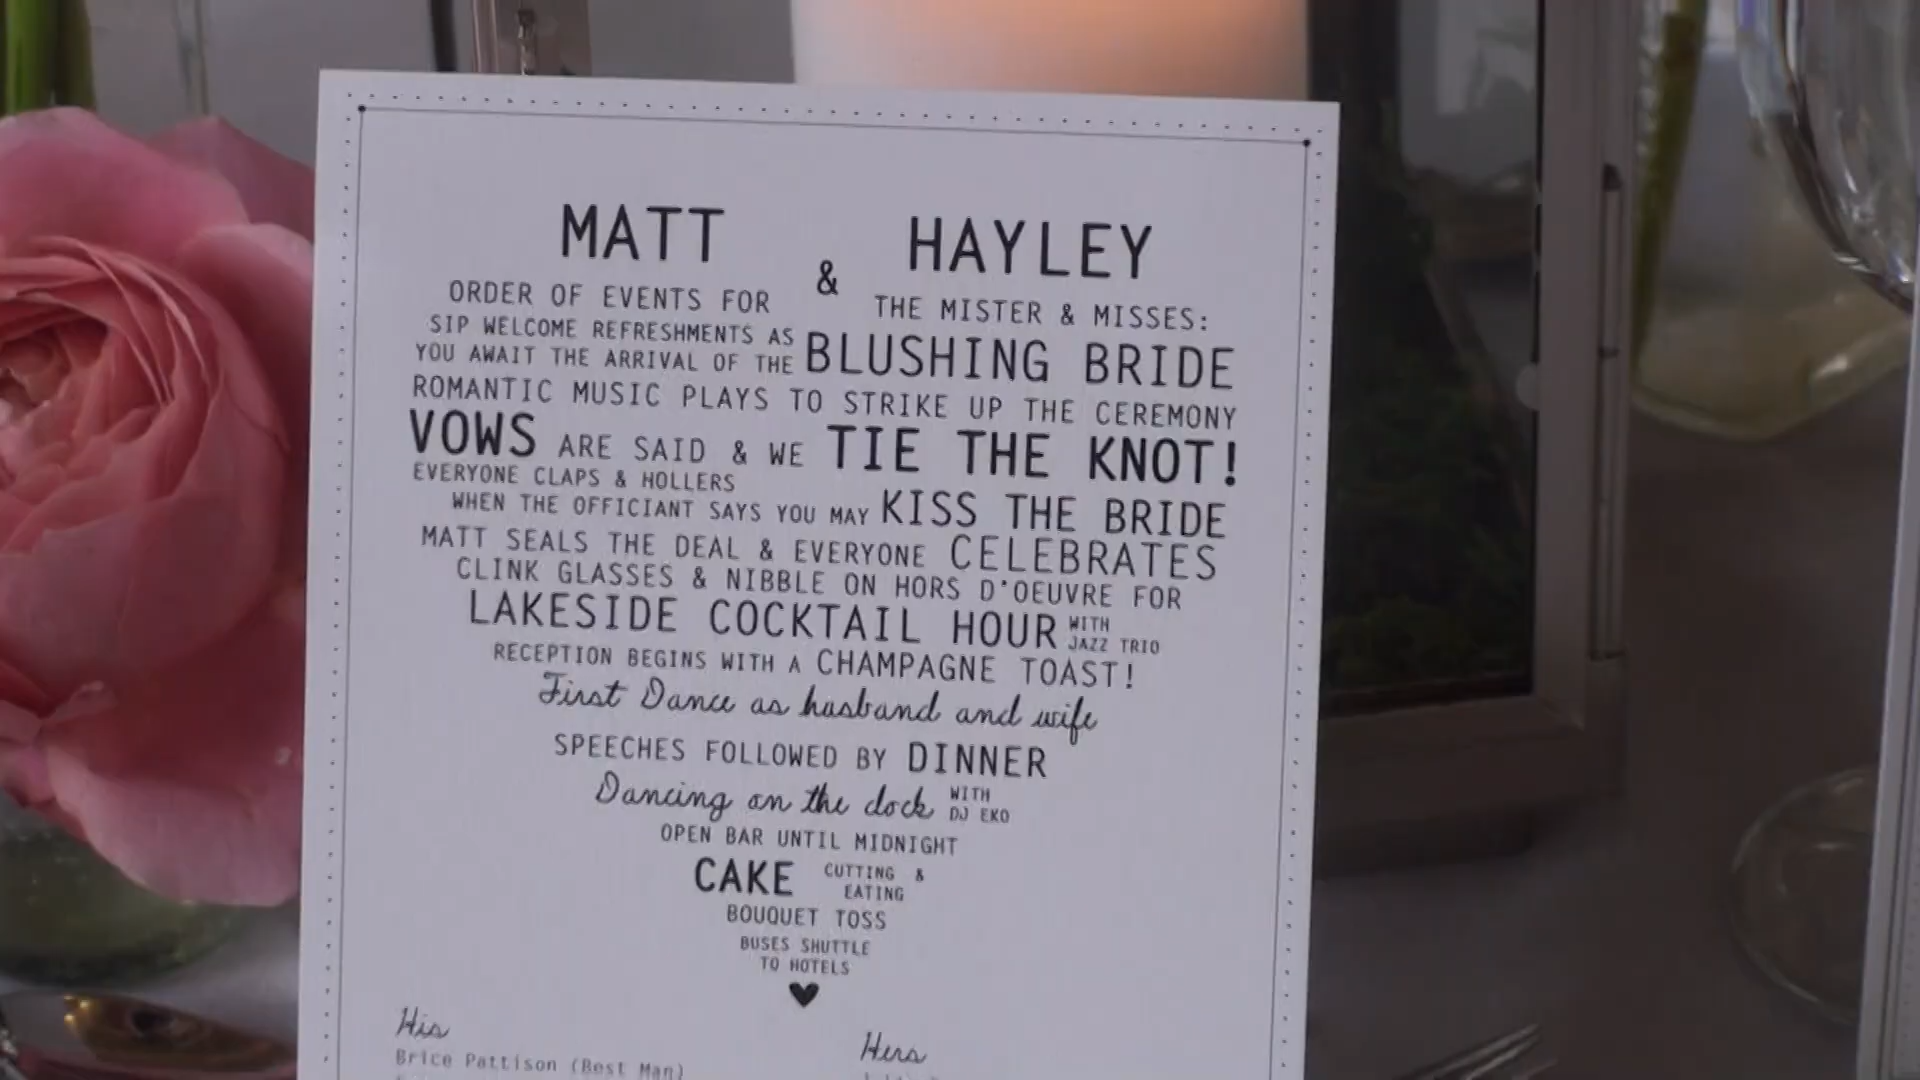 MATT & HAYLEY
ORDER OF EVENTS FOR THE MISTER & MISSES:
SIP WELCOME REFRESHMENTS AS
YOU AWAIT THE ARRIVAL OF THE BLUSHING BRIDE
ROMANTIC MUSIC PLAYS TO STRIKE UP THE CEREMONY
VOWS ARE SAID & WE TIE THE KNOT!
EVERYONE CLAPS & HOLLERS
WHEN THE OFFICIANT SAYS YOU MAY KISS THE BRIDE
MATT SEALS THE DEAL & EVERYONE CELEBRATES
CLINK GLASSES & NIBBLE ON HORS D'OEUVRE FOR
LAKESIDE COCKTAIL HOUR WITH
JAZZ TRIO
RECEPTION BEGINS WITH A CHAMPAGNE TOAST!
First Dance as husband and wife
SPEECHES FOLLOWED BY DINNER
Dancing on the dock WITH
DJ EKO
OPEN BAR UNTIL MIDNIGHT
CAKE CUTTING &
EATING
BOUQUET TOSS
BUSES SHUTTLE
TO HOTELS
His
Brice Pattison (Best Man)
Hers